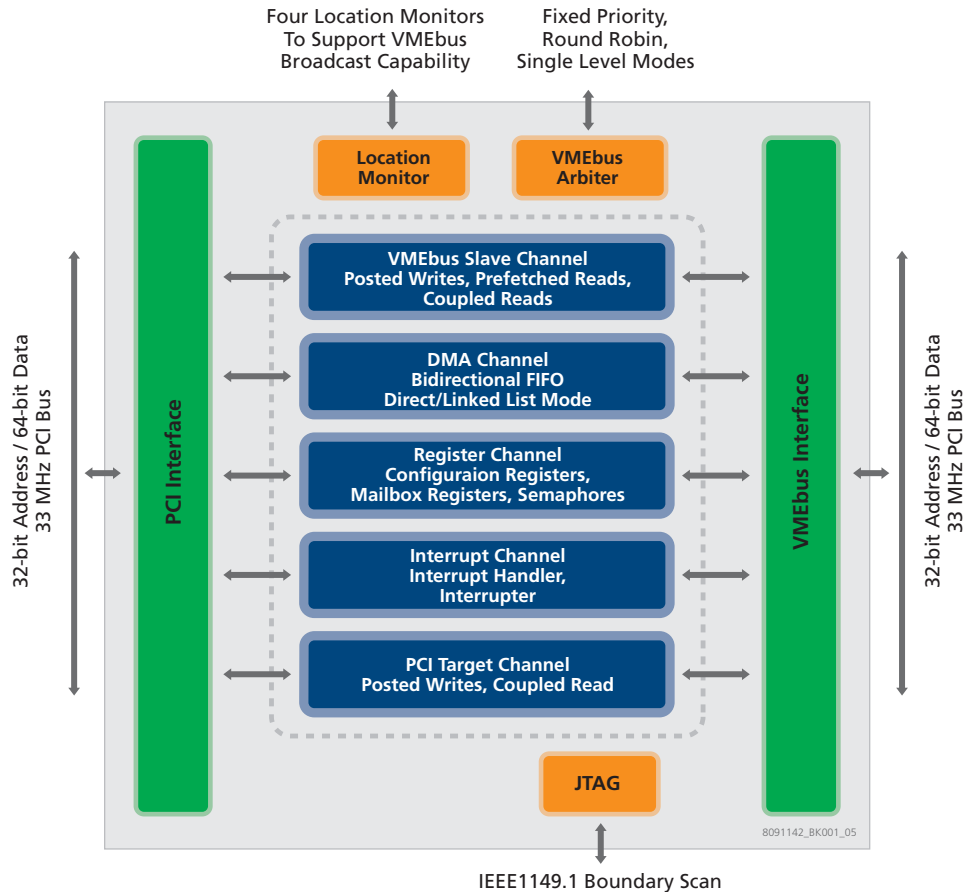 Four Location Monitors
To Support VMEbus
Broadcast Capability
Fixed Priority,
Round Robin,
Single Level Modes
Location
Monitor
VMEbus
Arbiter
32-bit Address / 64-bit Data
33 MHz PCI Bus
PCI Interface
VMEbus Slave Channel
Posted Writes, Prefetched Reads,
Coupled Reads
DMA Channel
Bidirectional FIFO
Direct/Linked List Mode
Register Channel
Configuraion Registers,
Mailbox Registers, Semaphores
Interrupt Channel
Interrupt Handler,
Interrupter
PCI Target Channel
Posted Writes, Coupled Read
VMEbus Interface
32-bit Address / 64-bit Data
33 MHz PCI Bus
JTAG
8091142_BK001_05
IEEE1149.1 Boundary Scan